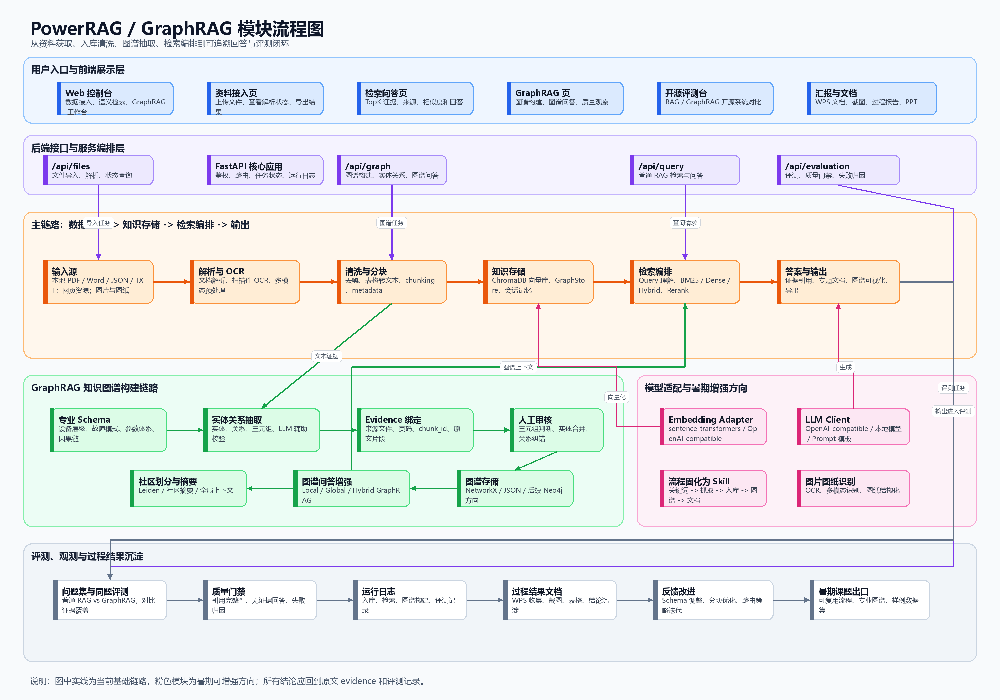 PowerRAG / GraphRAG 模块流程图
从资料获取、入库清洗、图谱抽取、检索编排到可追溯回答与评测闭环
用户入口与前端展示层
Web 控制台
数据接入、语义检索、GraphRAG
工作台
资料接入页
上传文件、查看解析状态、导出结
果
检索问答页
TopK 证据、来源、相似度和回答
GraphRAG 页
图谱构建、图谱问答、质量观察
开源评测台
RAG / GraphRAG 开源系统对比
汇报与文档
WPS 文档、截图、过程报告、PPT
后端接口与服务编排层
/api/files
文件导入、解析、状态查询
FastAPI 核心应用
鉴权、路由、任务状态、运行日志
/api/graph
图谱构建、实体关系、图谱问答
/api/query
普通 RAG 检索与问答
/api/evaluation
评测、质量门禁、失败归因
主链路：数据 > 知识存储 -> 检索编排 -> 输出
导入任务
图谱任务
查询请求
输入源
本地 PDF / Word / JSON / TX
T；网页资源；图片与图纸
解析与 OCR
文档解析、扫描件 OCR、多模
态预处理
清洗与分块
去噪、表格转文本、chunking
、metadata
知识存储
ChromaDB 向量库、GraphSto
re、会话记忆
检索编排
Query 理解、BM25 / Dense /
Hybrid、Rerank
答案与输出
证据引用、专题文档、图谱可视化、
导出
文本证据
图谱上下文
生成
GraphRAG 知识图谱构建链路
向量化
专业 Schema
设备层级、故障模式、参数体系、
因果链
实体关系抽取
实体、关系、三元组、LLM 辅助
校验
Evidence 绑定
来源文件、页码、chunk_id、原
文片段
人工审核
三元组判断、实体合并、
关系纠错
社区划分与摘要
Leiden / 社区摘要 / 全局上下文
图谱问答增强
Local / Global / Hybrid GraphR
AG
图谱存储
NetworkX / JSON / 后续 Neo4j
方向
模型适配与暑期增强方向
评测任务
输出进入评测
Embedding Adapter
sentence-transformers / Op
enAI-compatible
LLM Client
OpenAI-compatible / 本地模型
/ Prompt 模板
流程固化为 Skill
关键词 -> 抓取 -> 入库 -> 图
谱 -> 文档
图片图纸识别
OCR、多模态识别、图纸结构化
评测、观测与过程结果沉淀
问题集与同题评测
普通 RAG vs GraphRAG，对比
证据覆盖
质量门禁
引用完整性、无证据回答、失败
归因
运行日志
入库、检索、图谱构建、评测记
录
过程结果文档
WPS 收集、截图、表格、结论沉
淀
反馈改进
Schema 调整、分块优化、路由策
略迭代
暑期课题出口
可复用流程、专业图谱、样例数据
集
说明：图中实线为当前基础链路，粉色模块为暑期可增强方向；所有结论应回到原文 evidence 和评测记录。